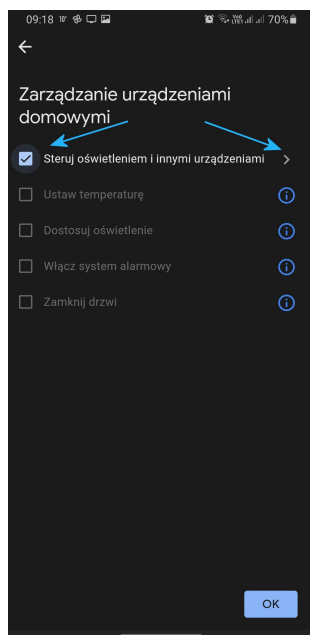 09:18
70%
Zarządzanie urządzeniami
domowymi
Steruj oświetleniem i innymi urządzeniami
Ustaw temperaturę
Dostosuj oświetlenie
Włącz system alarmowy
Zamknij drzwi
OK